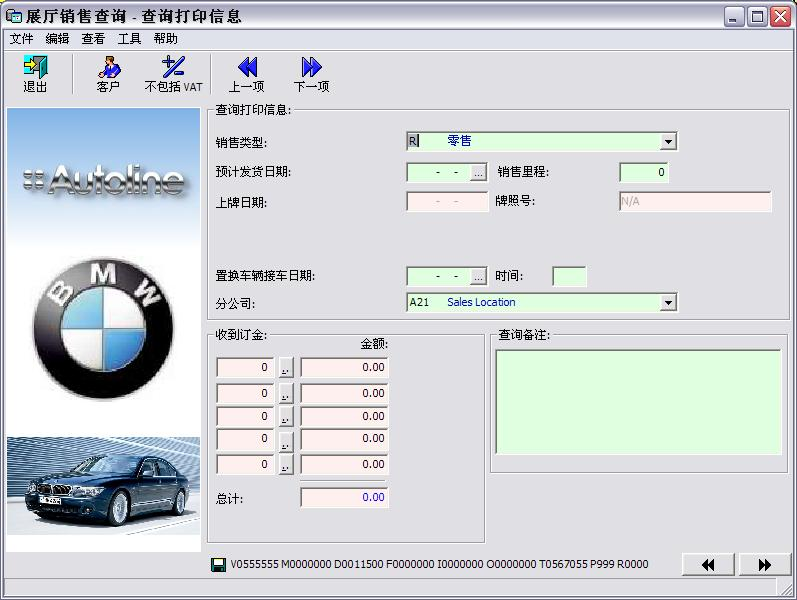 展厅销售查询 - 查询打印信息
文件 编辑 查看 工具 帮助
退出 客户 不包括 VAT 上一项 下一项
查询打印信息:
销售类型: R 零售
预计发货日期: - - ... 销售里程: 0
上牌日期: - - 牌照号: N/A
置换车辆接车日期: - - ... 时间:
分公司: A21 Sales Location
::Autoline
BMW
收到订金: 金额:
0 .. 0.00
0 .. 0.00
0 .. 0.00
0 .. 0.00
0 .. 0.00
总计: 0.00
查询备注:
V0555555 M0000000 D0011500 F0000000 I0000000 O0000000 T0567055 P999 R0000